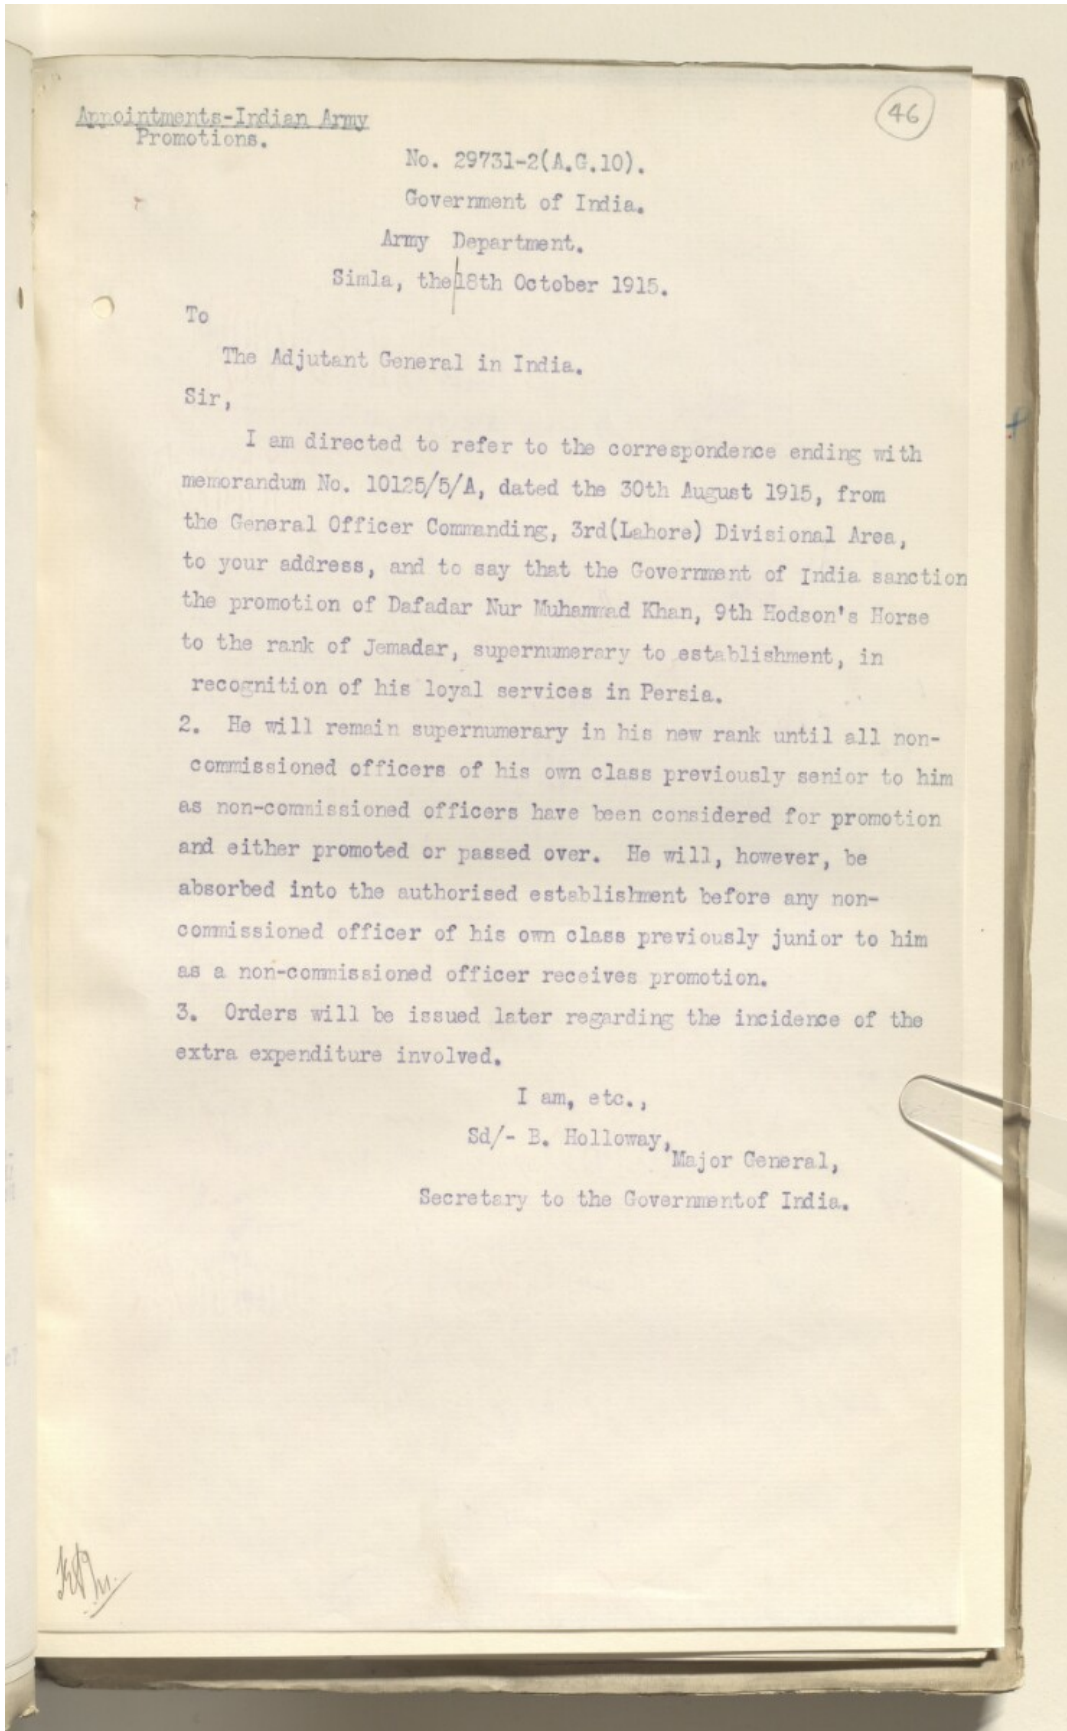 46
Appointments-Indian Army
Promotions.
No. 29731-2(A.G.10).
Government of India.
Army Department.
Simla, the 18th October 1915.
To
The Adjutant General in India.
Sir,
I am directed to refer to the correspondence ending with
memorandum No. 10125/5/A, dated the 30th August 1915, from
the General Officer Commanding, 3rd(Lahore) Divisional Area,
to your address, and to say that the Government of India sanction
the promotion of Dafadar Nur Muhammad Khan, 9th Hodson's Horse
to the rank of Jemadar, supernumerary to establishment, in
recognition of his loyal services in Persia.
2. He will remain supernumerary in his new rank until all non-
commissioned officers of his own class previously senior to him
as non-commissioned officers have been considered for promotion
and either promoted or passed over. He will, however, be
absorbed into the authorised establishment before any non-
commissioned officer of his own class previously junior to him
as a non-commissioned officer receives promotion.
3. Orders will be issued later regarding the incidence of the
extra expenditure involved.
I am, etc.,
Sd/- B. Holloway,
Major General,
Secretary to the Governmentof India.